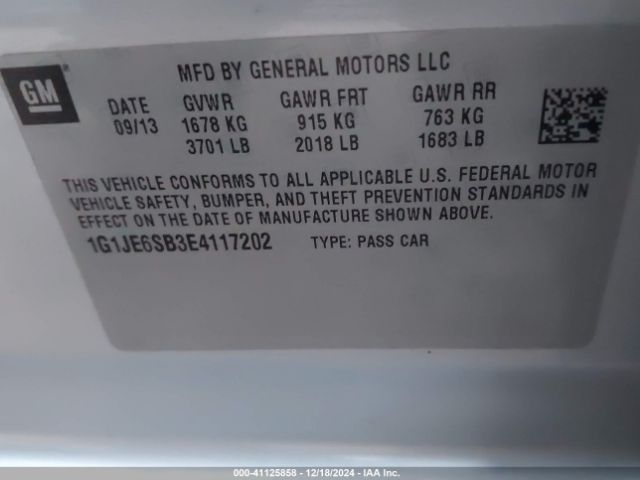 GM
MFD BY GENERAL MOTORS LLC
DATE GVWR GAWR FRT GAWR RR
09/13 1678 KG 915 KG 763 KG
3701 LB 2018 LB 1683 LB
THIS VEHICLE CONFORMS TO ALL APPLICABLE U.S. FEDERAL MOTOR
VEHICLE SAFETY, BUMPER, AND THEFT PREVENTION STANDARDS IN
EFFECT ON THE DATE OF MANUFACTURE SHOWN ABOVE.
1G1JE6SB3E4117202 TYPE: PASS CAR
000-41125858 - 12/18/2024 - IAA Inc.